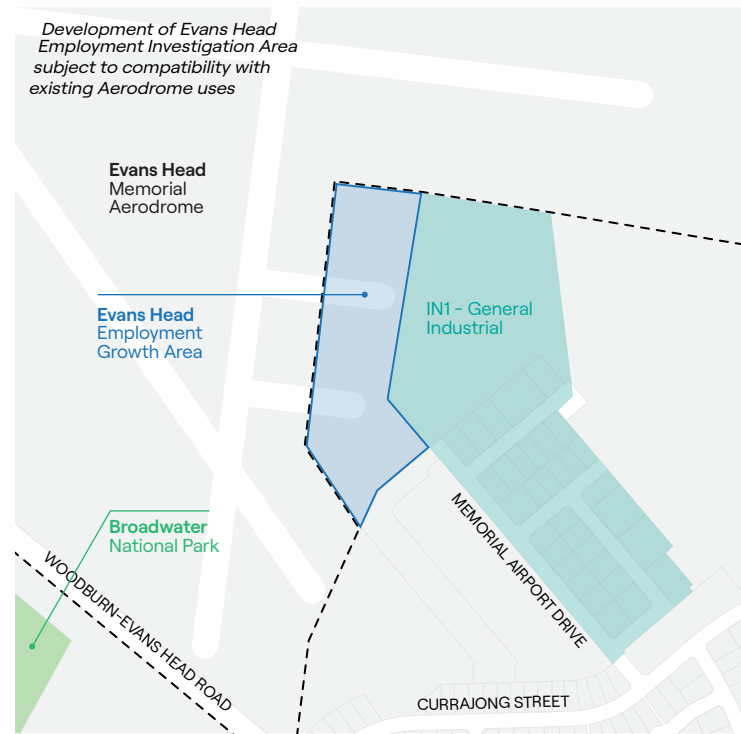 Development of Evans Head
Employment Investigation Area
subject to compatibility with
existing Aerodrome uses
Evans Head
Memorial
Aerodrome
Evans Head
Employment
Growth Area
IN1 - General
Industrial
Broadwater
National Park
WOODBURN-EVANS HEAD ROAD
MEMORIAL AIRPORT DRIVE
CURRAJONG STREET